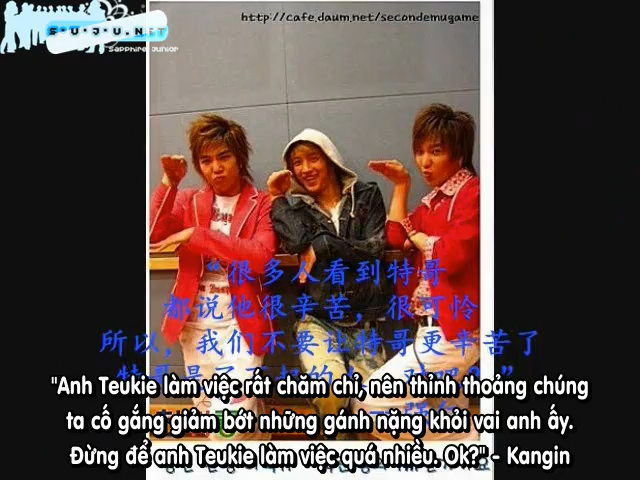 http://cafe.daum.net/secondemugame
S·U·J·U.NET
sapphire junior
“很多人看到特哥
都说他很辛苦，很可怜
所以，我们不要让特哥更辛苦了
"Anh Teukie làm việc rất chăm chỉ, nên thỉnh thoảng chúng
ta cố gắng giảm bớt những gánh nặng khỏi vai anh ấy.
Đừng để anh Teukie làm việc quá nhiều. Ok?" - Kangin